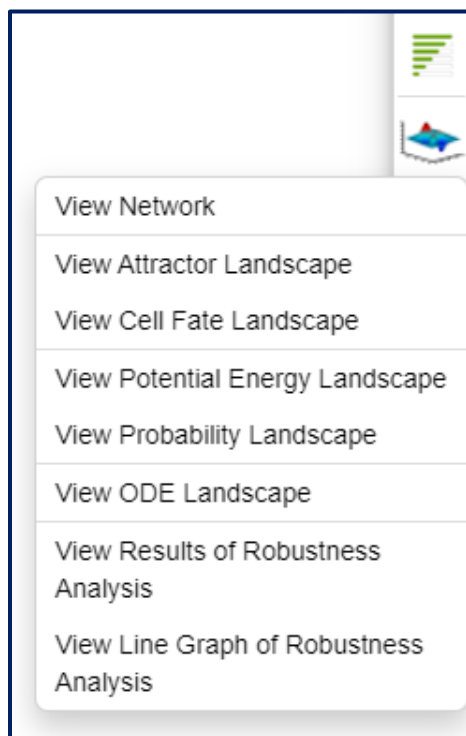 View Network
View Attractor Landscape
View Cell Fate Landscape
View Potential Energy Landscape
View Probability Landscape
View ODE Landscape
View Results of Robustness
Analysis
View Line Graph of Robustness
Analysis